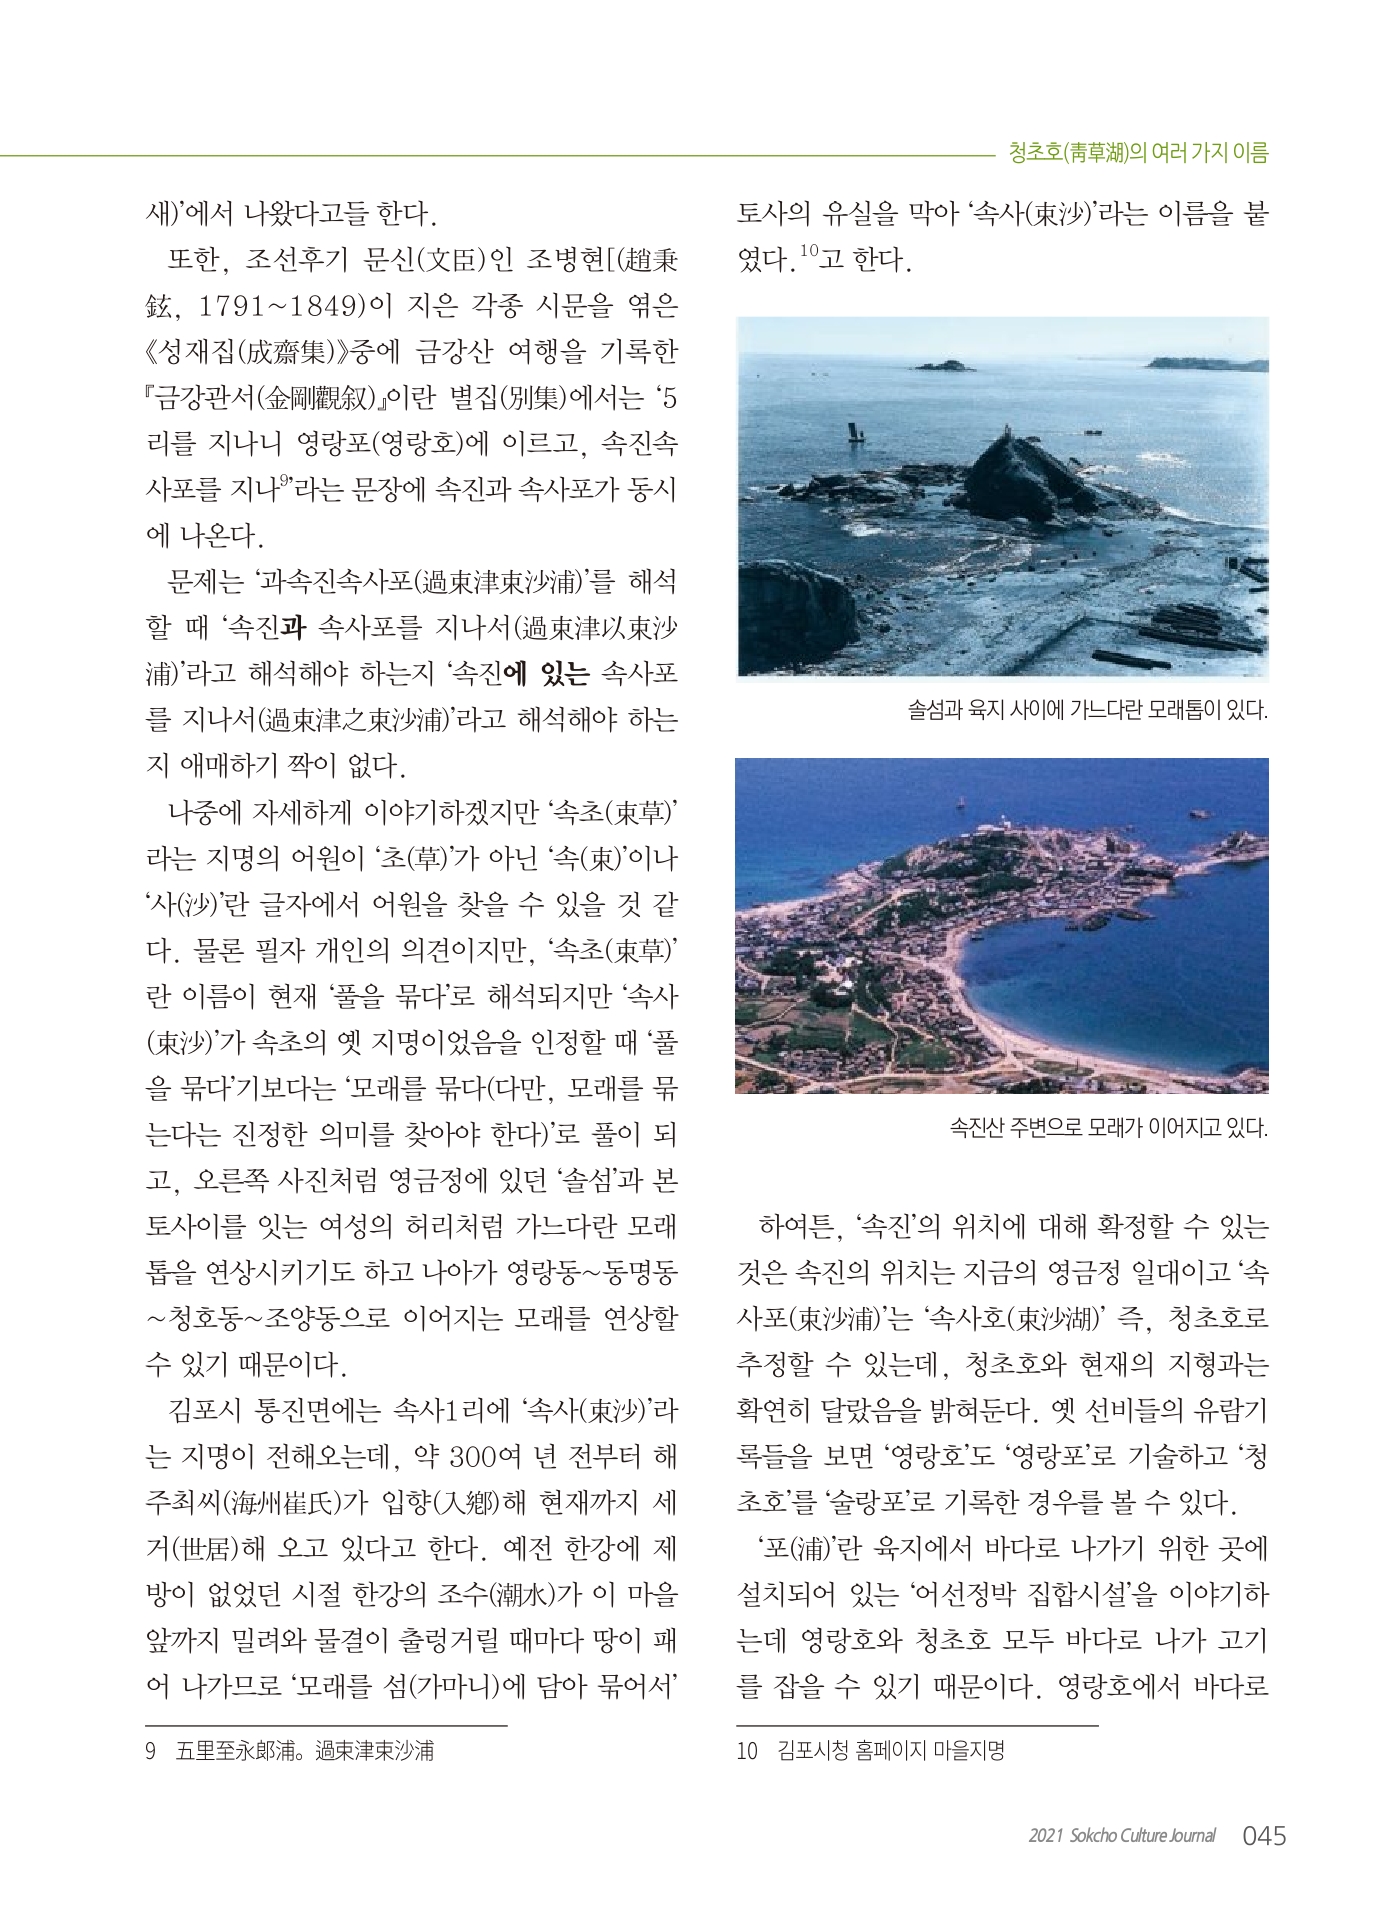 청초호(靑草湖)의 여러 가지 이름
새)’에서 나왔다고들 한다.
또한, 조선후기 문신(文臣)인 조병현[(趙秉
鉉, 1791~1849)이 지은 각종 시문을 엮은
《성재집(成齋集)》중에 금강산 여행을 기록한
『금강관서(金剛觀叙)』이란 별집(別集)에서는 ‘5
리를 지나니 영랑포(영랑호)에 이르고, 속진속
사포를 지나9’라는 문장에 속진과 속사포가 동시
에 나온다.
문제는 ‘과속진속사포(過束津束沙浦)’를 해석
할 때 ‘속진과 속사포를 지나서(過束津以束沙
浦)’라고 해석해야 하는지 ‘속진에 있는 속사포
를 지나서(過束津之束沙浦)’라고 해석해야 하는
지 애매하기 짝이 없다.
나중에 자세하게 이야기하겠지만 ‘속초(束草)’
라는 지명의 어원이 ‘초(草)’가 아닌 ‘속(束)’이나
‘사(沙)’란 글자에서 어원을 찾을 수 있을 것 같
다. 물론 필자 개인의 의견이지만, ‘속초(束草)’
란 이름이 현재 ‘풀을 묶다’로 해석되지만 ‘속사
(束沙)’가 속초의 옛 지명이었음을 인정할 때 ‘풀
을 묶다’기보다는 ‘모래를 묶다(다만, 모래를 묶
는다는 진정한 의미를 찾아야 한다)’로 풀이 되
고, 오른쪽 사진처럼 영금정에 있던 ‘솔섬’과 본
토사이를 잇는 여성의 허리처럼 가느다란 모래
톱을 연상시키기도 하고 나아가 영랑동~동명동
~청호동~조양동으로 이어지는 모래를 연상할
수 있기 때문이다.
김포시 통진면에는 속사1리에 ‘속사(束沙)’라
는 지명이 전해오는데, 약 300여 년 전부터 해
주최씨(海州崔氏)가 입향(入鄕)해 현재까지 세
거(世居)해 오고 있다고 한다. 예전 한강에 제
방이 없었던 시절 한강의 조수(潮水)가 이 마을
앞까지 밀려와 물결이 출렁거릴 때마다 땅이 패
어 나가므로 ‘모래를 섬(가마니)에 담아 묶어서’
9 五里至永郞浦。過束津束沙浦
토사의 유실을 막아 ‘속사(束沙)’라는 이름을 붙
였다.10고 한다.
솔섬과 육지 사이에 가느다란 모래톱이 있다.
속진산 주변으로 모래가 이어지고 있다.
하여튼, ‘속진’의 위치에 대해 확정할 수 있는
것은 속진의 위치는 지금의 영금정 일대이고 ‘속
사포(束沙浦)’는 ‘속사호(束沙湖)’ 즉, 청초호로
추정할 수 있는데, 청초호와 현재의 지형과는
확연히 달랐음을 밝혀둔다. 옛 선비들의 유람기
록들을 보면 ‘영랑호’도 ‘영랑포’로 기술하고 ‘청
초호’를 ‘술랑포’로 기록한 경우를 볼 수 있다.
‘포(浦)’란 육지에서 바다로 나가기 위한 곳에
설치되어 있는 ‘어선정박 집합시설’을 이야기하
는데 영랑호와 청초호 모두 바다로 나가 고기
를 잡을 수 있기 때문이다. 영랑호에서 바다로
10 김포시청 홈페이지 마을지명
2021 Sokcho Culture Journal 045